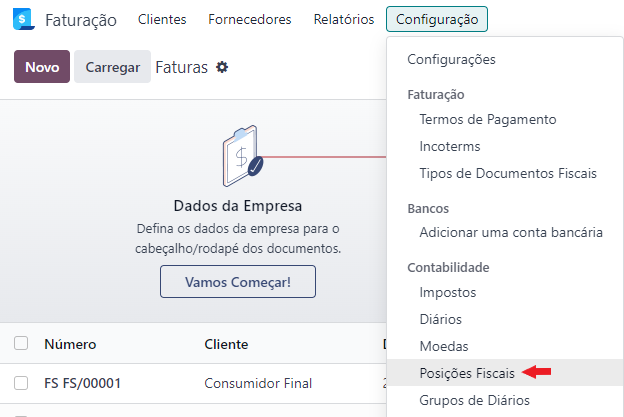 Faturação Clientes Fornecedores Relatórios Configuração
Novo Carregar Faturas
Dados da Empresa
Defina os dados da empresa para o
cabeçalho/rodapé dos documentos.
Vamos Começar!
Número Cliente
FS FS/00001 Consumidor Final
Configurações
Faturação
Termos de Pagamento
Incoterms
Tipos de Documentos Fiscais
Bancos
Adicionar uma conta bancária
Contabilidade
Impostos
Diários
Moedas
Posições Fiscais
Grupos de Diários